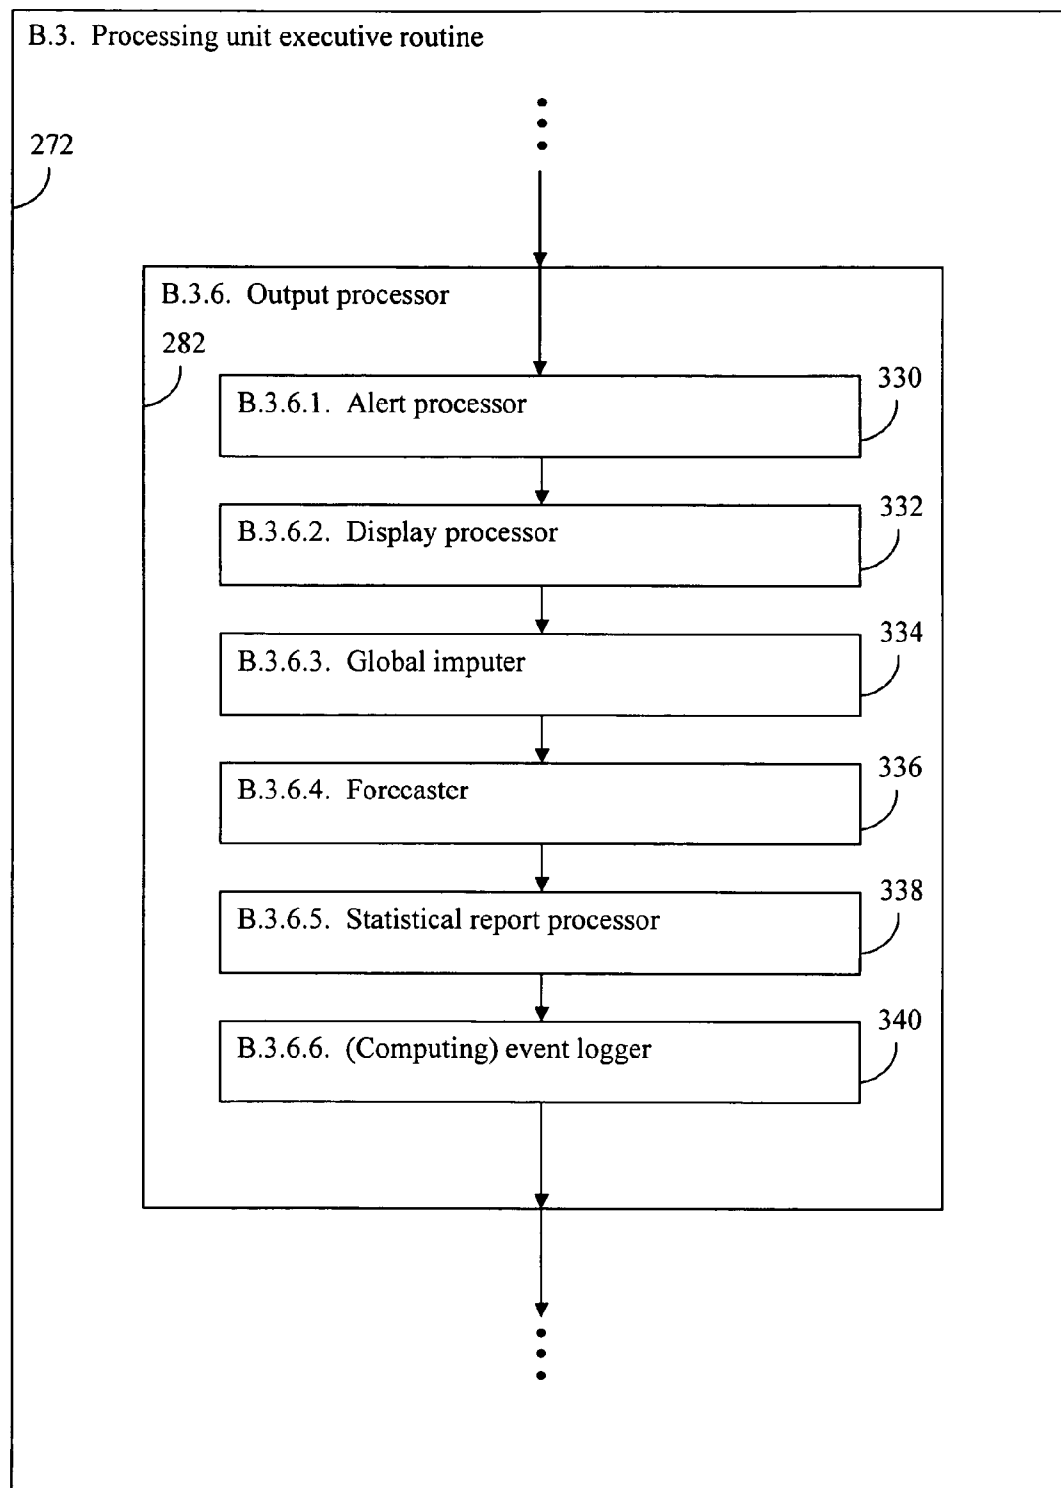 B.3. Processing unit executive routine
272
B.3.6. Output processor
282
B.3.6.1. Alert processor
330
B.3.6.2. Display processor
332
B.3.6.3. Global imputer
334
B.3.6.4. Forecaster
336
B.3.6.5. Statistical report processor
338
B.3.6.6. (Computing) event logger
340